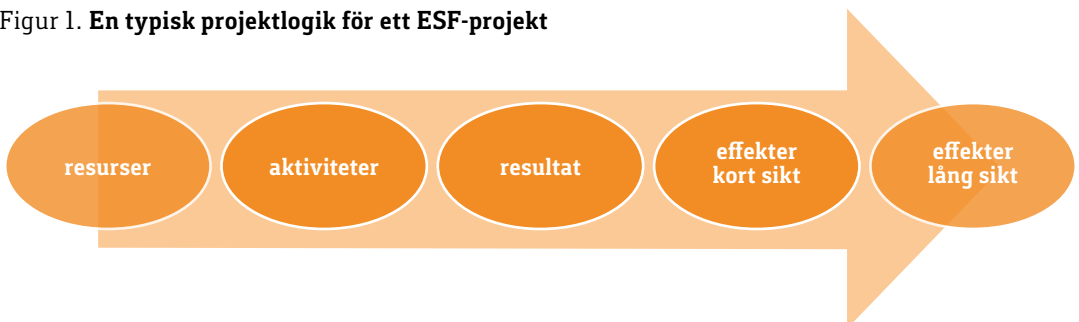 Figur 1. En typisk projektlogik för ett ESF-projekt
resurser
aktiviteter
resultat
effekter
kort sikt
effekter
lång sikt